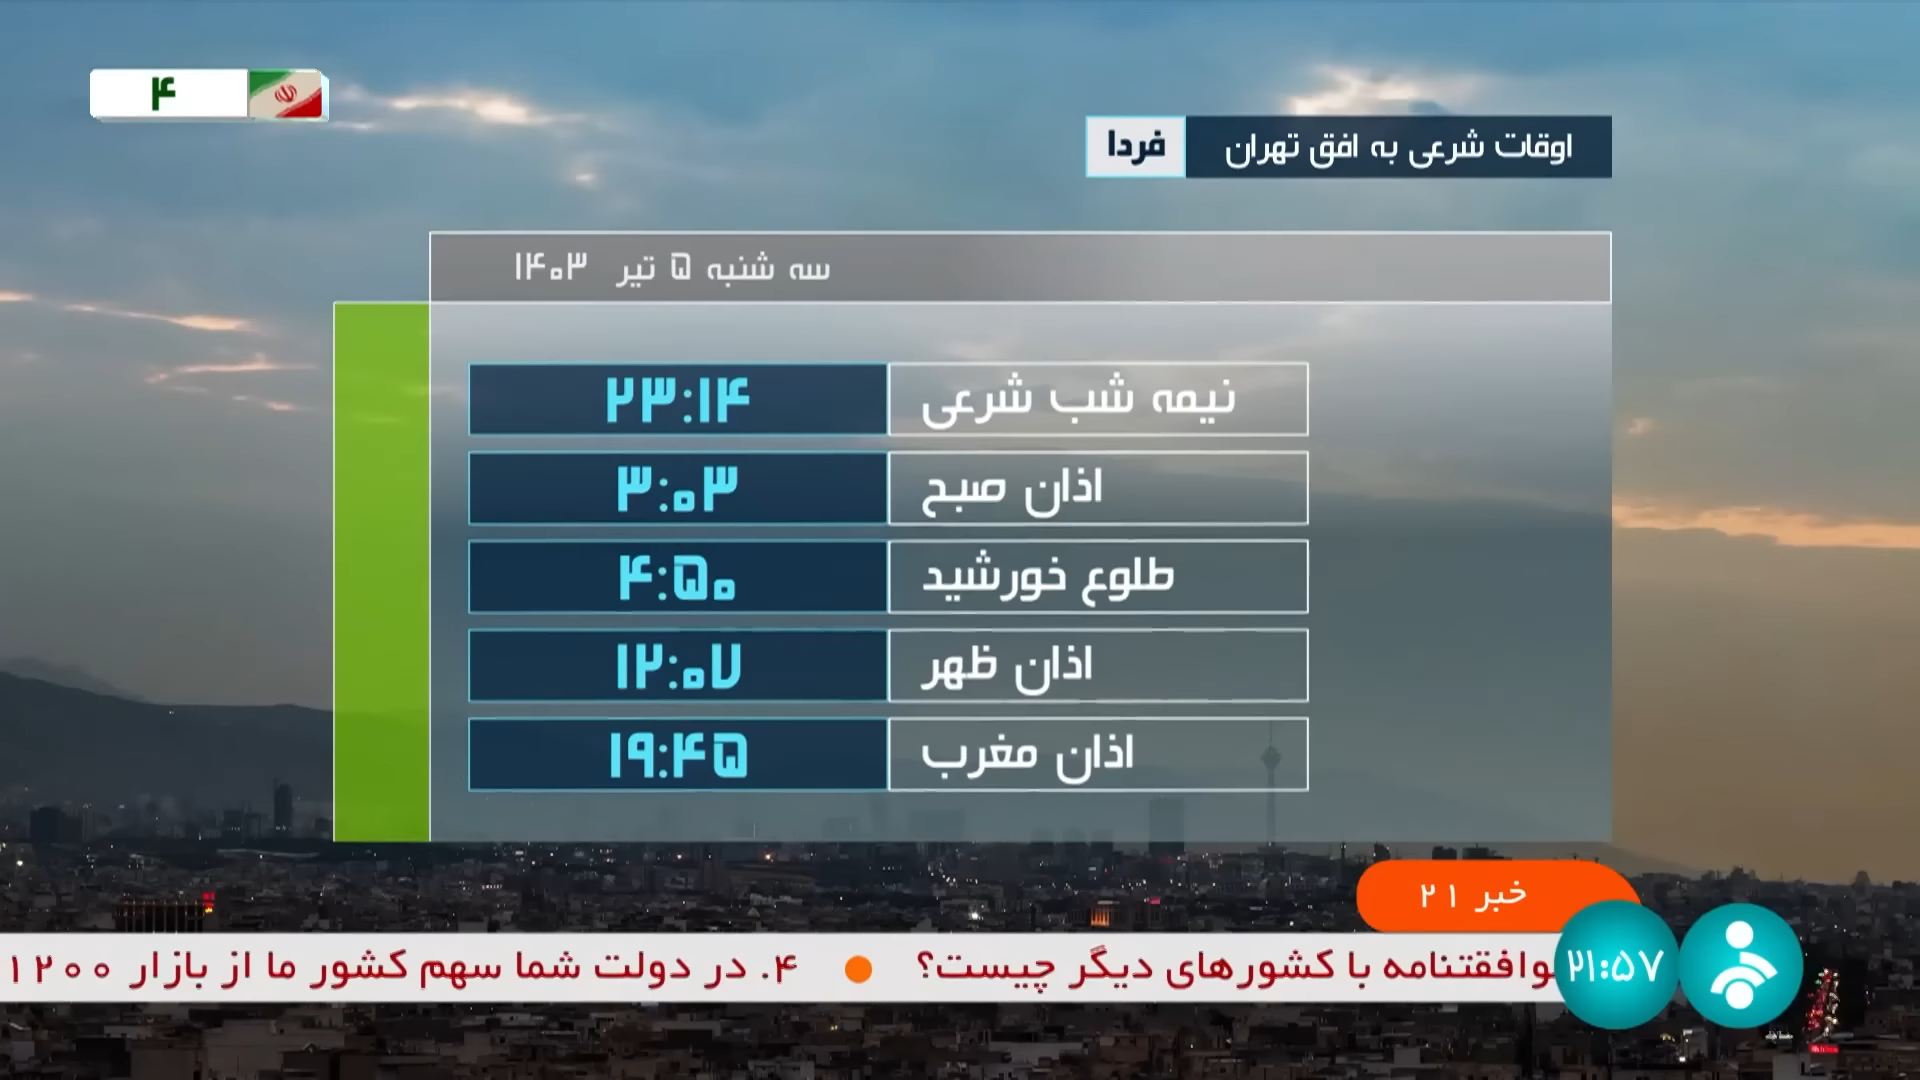 ۴
اوقات شرعی به افق تهران فردا
سه شنبه ۵ تیر ۱۴۰۳
نیمه شب شرعی ۲۳:۱۴
اذان صبح ۳:۰۳
طلوع خورشید ۴:۵۰
اذان ظهر ۱۲:۰۷
اذان مغرب ۱۹:۴۵
خبر ۲۱
۲۱:۵۷
وافقتنامه با کشورهای دیگر چیست؟ ۴. در دولت شما سهم کشور ما از بازار ۱۲۰۰